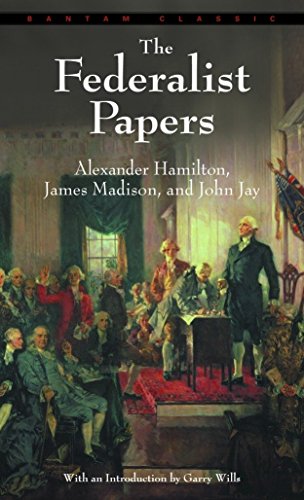 BANTAM CLASSIC
The
Federalist
Papers
Alexander Hamilton,
James Madison, and John Jay
With an Introduction by Garry Wills